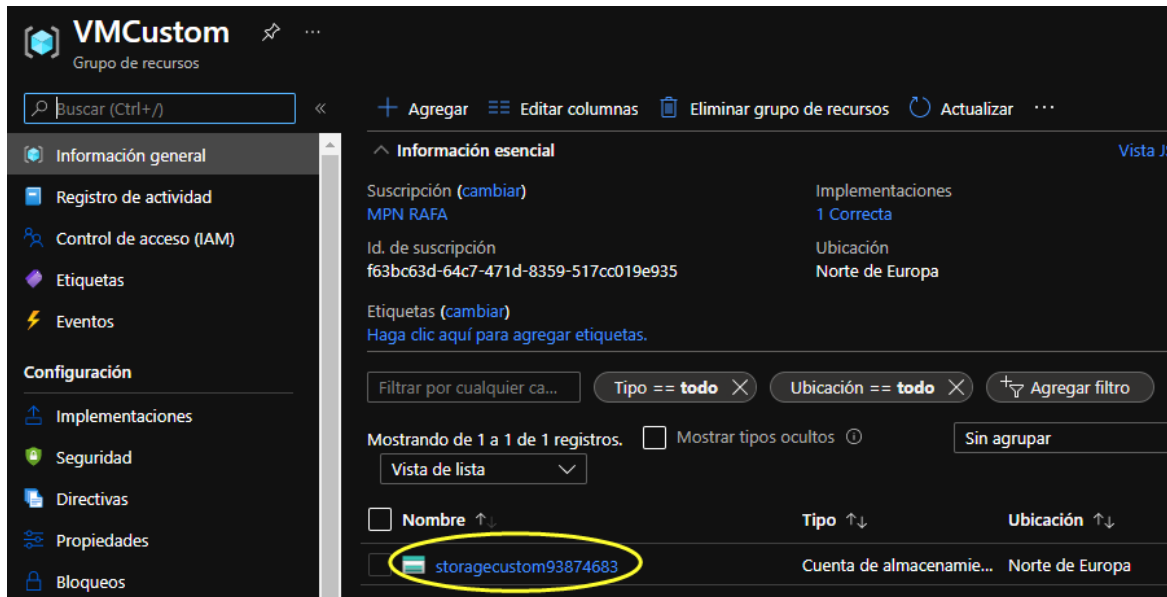 VMCustom
Grupo de recursos
Buscar (Ctrl+/)
Información general
Registro de actividad
Control de acceso (IAM)
Etiquetas
Eventos
Configuración
Implementaciones
Seguridad
Directivas
Propiedades
Bloqueos
Agregar Editar columnas Eliminar grupo de recursos Actualizar
Información esencial Vista JS
Suscripción (cambiar) Implementaciones
MPN RAFA 1 Correcta
Id. de suscripción Ubicación
f63bc63d-64c7-471d-8359-517cc019e935 Norte de Europa
Etiquetas (cambiar)
Haga clic aquí para agregar etiquetas.
Filtrar por cualquier ca... Tipo == todo Ubicación == todo Agregar filtro
Mostrando de 1 a 1 de 1 registros. Mostrar tipos ocultos Sin agrupar
Vista de lista
Nombre Tipo Ubicación
storagecustom93874683 Cuenta de almacenamie... Norte de Europa